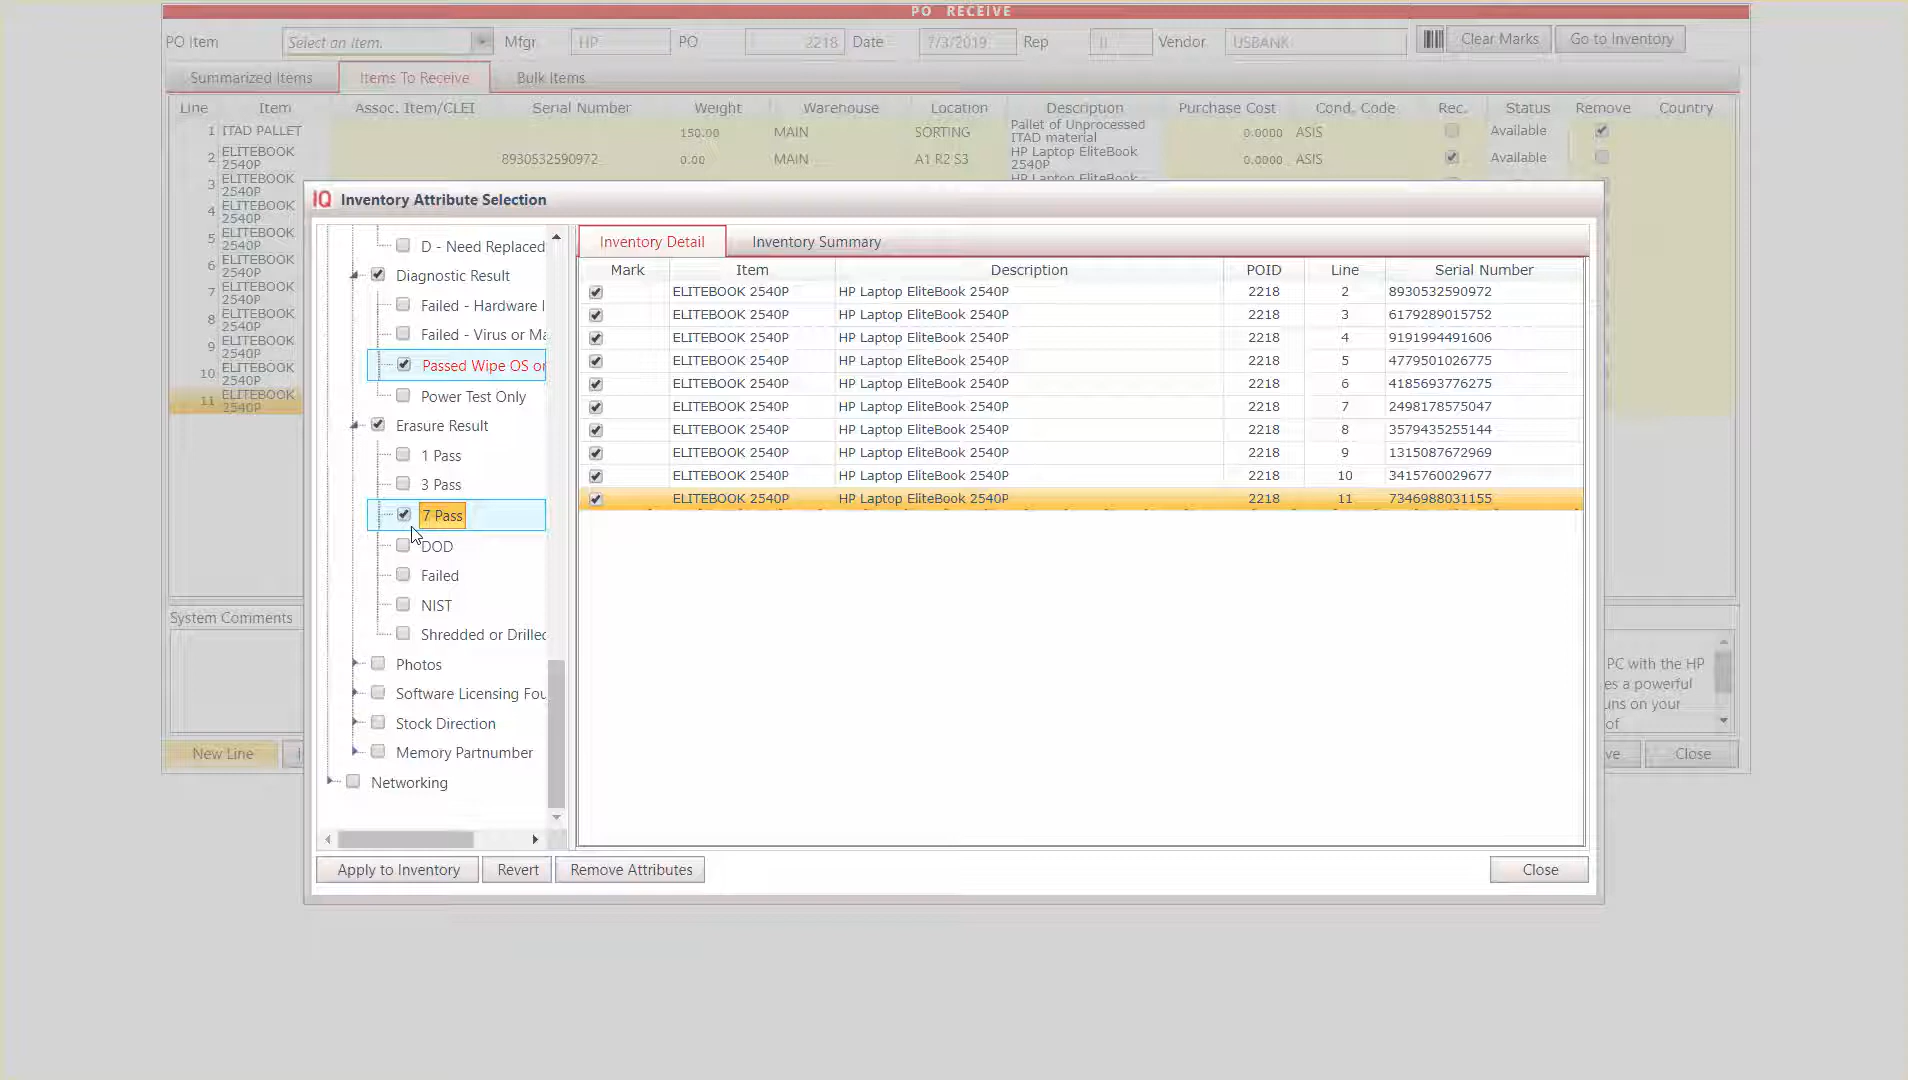 PO RECEIVE
PO Item Select an Item. Mfgr HP PO 2218 Date 7/3/2019 Rep II Vendor USBANK Clear Marks Go to Inventory
Summarized Items Items To Receive Bulk Items
Line Item Assoc. Item/CLEI Serial Number Weight Warehouse Location Description Purchase Cost Cond. Code Rec. Status Remove Country
1 ITAD PALLET 150.00 MAIN SORTING Pallet of Unprocessed ITAD material 0.0000 ASIS Available
2 ELITEBOOK 2540P 8930532590972 0.00 MAIN A1 R2 S3 HP Laptop EliteBook 2540P 0.0000 ASIS Available
3 ELITEBOOK 2540P HP Laptop EliteBook
4 ELITEBOOK 2540P
5 ELITEBOOK 2540P
6 ELITEBOOK 2540P
7 ELITEBOOK 2540P
8 ELITEBOOK 2540P
9 ELITEBOOK 2540P
10 ELITEBOOK 2540P
11 ELITEBOOK 2540P
IQ Inventory Attribute Selection
D - Need Replaced
Diagnostic Result
Failed - Hardware
Failed - Virus or Ma
Passed Wipe OS or
Power Test Only
Erasure Result
1 Pass
3 Pass
7 Pass
DOD
Failed
NIST
Shredded or Drilled
Photos
Software Licensing Fou
Stock Direction
Memory Partnumber
Networking
Inventory Detail Inventory Summary
Mark Item Description POID Line Serial Number
ELITEBOOK 2540P HP Laptop EliteBook 2540P 2218 2 8930532590972
ELITEBOOK 2540P HP Laptop EliteBook 2540P 2218 3 6179289015752
ELITEBOOK 2540P HP Laptop EliteBook 2540P 2218 4 9191994491606
ELITEBOOK 2540P HP Laptop EliteBook 2540P 2218 5 4779501026775
ELITEBOOK 2540P HP Laptop EliteBook 2540P 2218 6 4185693776275
ELITEBOOK 2540P HP Laptop EliteBook 2540P 2218 7 2498178575047
ELITEBOOK 2540P HP Laptop EliteBook 2540P 2218 8 3579435255144
ELITEBOOK 2540P HP Laptop EliteBook 2540P 2218 9 1315087672969
ELITEBOOK 2540P HP Laptop EliteBook 2540P 2218 10 3415760029677
ELITEBOOK 2540P HP Laptop EliteBook 2540P 2218 11 7346988031155
Apply to Inventory Revert Remove Attributes Close
System Comments
PC with the HP
es a powerful
uns on your
of
New Line ve Close